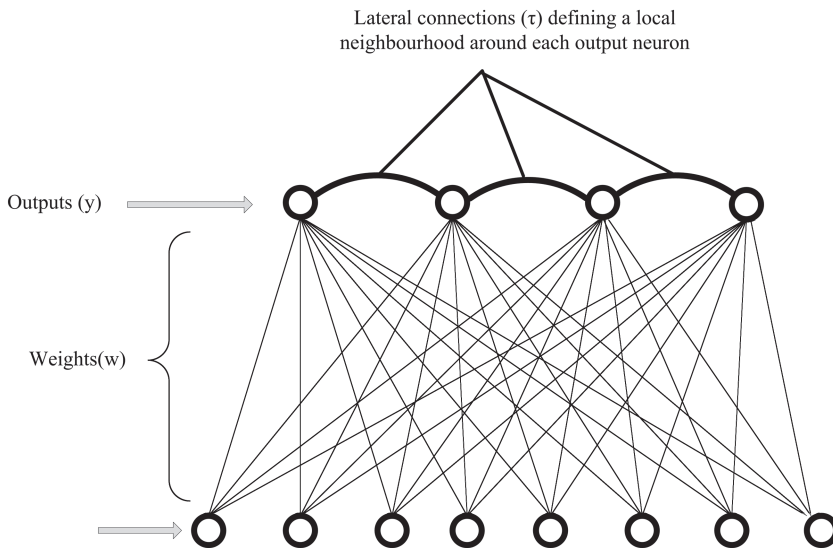 Lateral connections (τ) defining a local
neighbourhood around each output neuron
Outputs (y)
Weights(w)